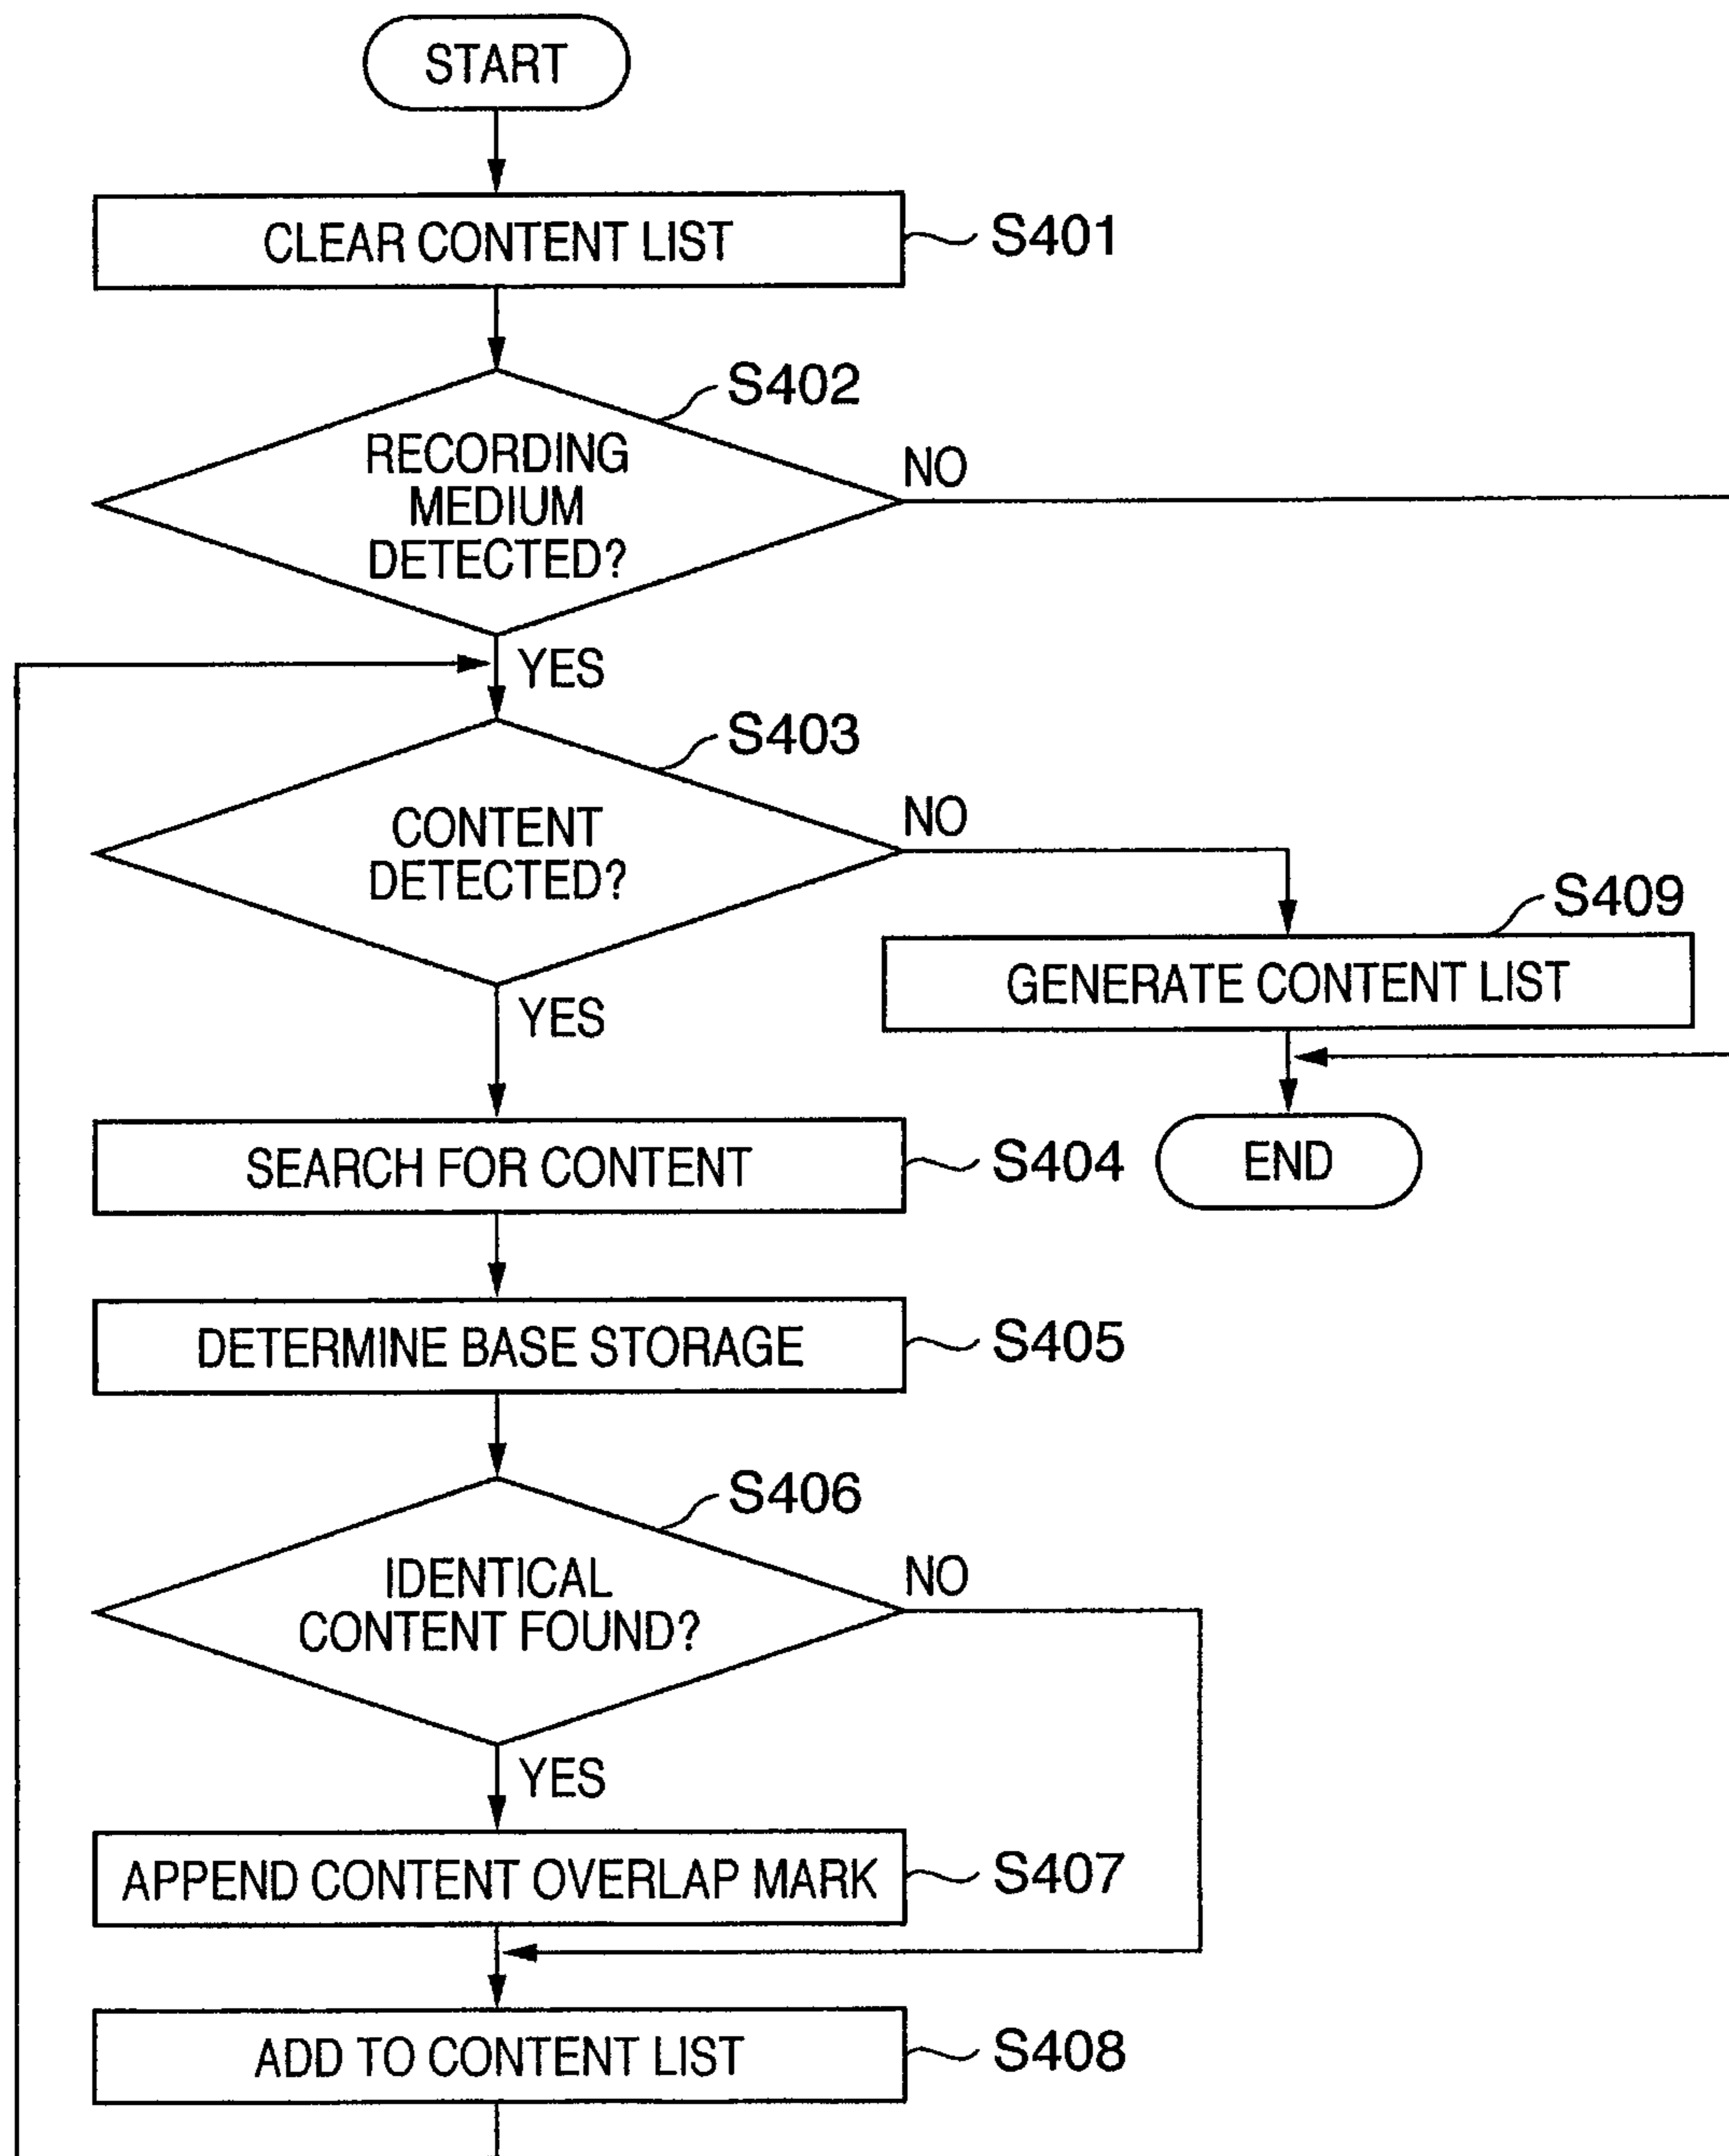 START
CLEAR CONTENT LIST
S401
S402
RECORDING
MEDIUM
DETECTED?
NO
YES
S403
CONTENT
DETECTED?
NO
S409
GENERATE CONTENT LIST
YES
SEARCH FOR CONTENT
S404
END
DETERMINE BASE STORAGE
S405
S406
IDENTICAL
CONTENT FOUND?
NO
YES
APPEND CONTENT OVERLAP MARK
S407
ADD TO CONTENT LIST
S408